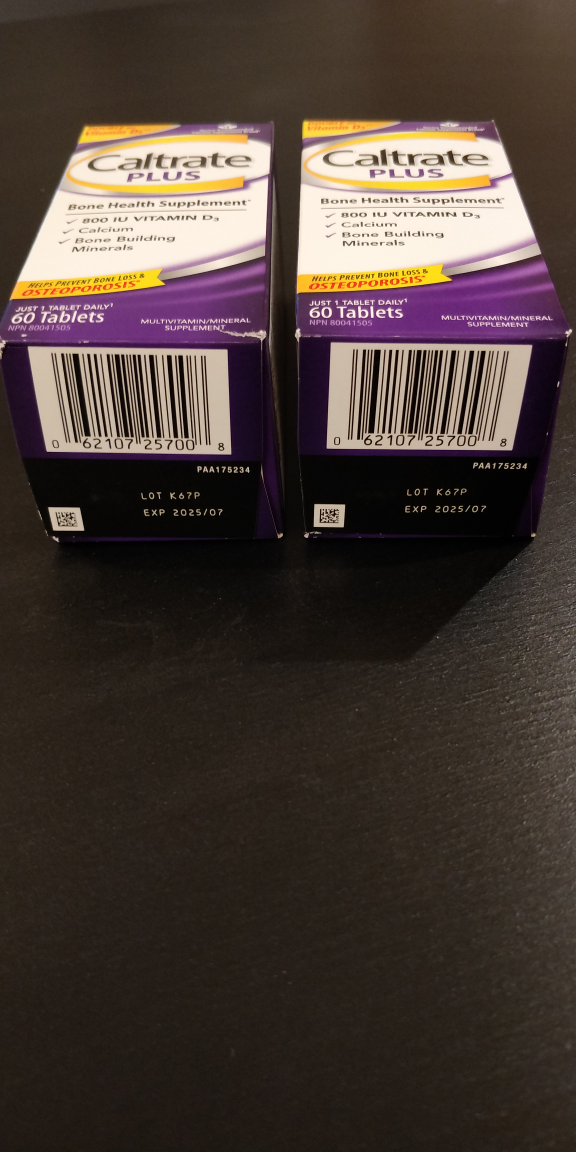 Vitamin D₃
Caltrate
PLUS
Bone Health Supplement*
✓ 800 IU VITAMIN D₃
✓ Calcium
✓ Bone Building
Minerals
HELPS PREVENT BONE LOSS &
OSTEOPOROSIS*
JUST 1 TABLET DAILY†
60 Tablets
NPN 80041505
MULTIVITAMIN/MINERAL
SUPPLEMENT
0 62107 25700 8
PAA175234
LOT K67P
EXP 2025/07
Vitamin D₃
Caltrate
PLUS
Bone Health Supplement*
✓ 800 IU VITAMIN D₃
✓ Calcium
✓ Bone Building
Minerals
HELPS PREVENT BONE LOSS &
OSTEOPOROSIS*
JUST 1 TABLET DAILY†
60 Tablets
NPN 80041505
MULTIVITAMIN/MINERAL
SUPPLEMENT
0 62107 25700 8
PAA175234
LOT K67P
EXP 2025/07